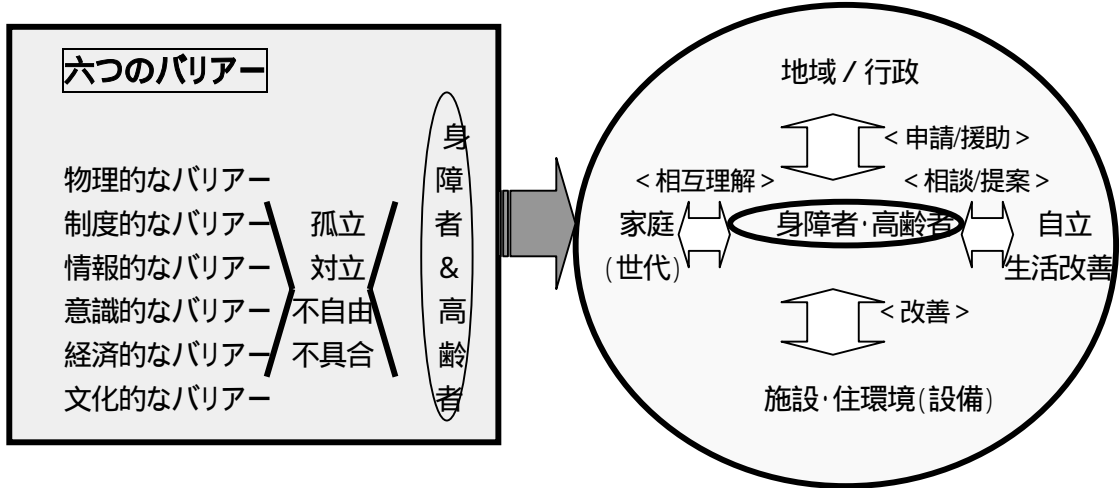 六つのバリアー
物理的なバリアー
制度的なバリアー
情報的なバリアー
意識的なバリアー
経済的なバリアー
文化的なバリアー
孤立
対立
不自由
不具合
身障者&高齢者
地域 / 行政
< 申請/援助 >
< 相互理解 >
< 相談/提案 >
家庭
(世代)
身障者・高齢者
自立
生活改善
< 改善 >
施設・住環境(設備)